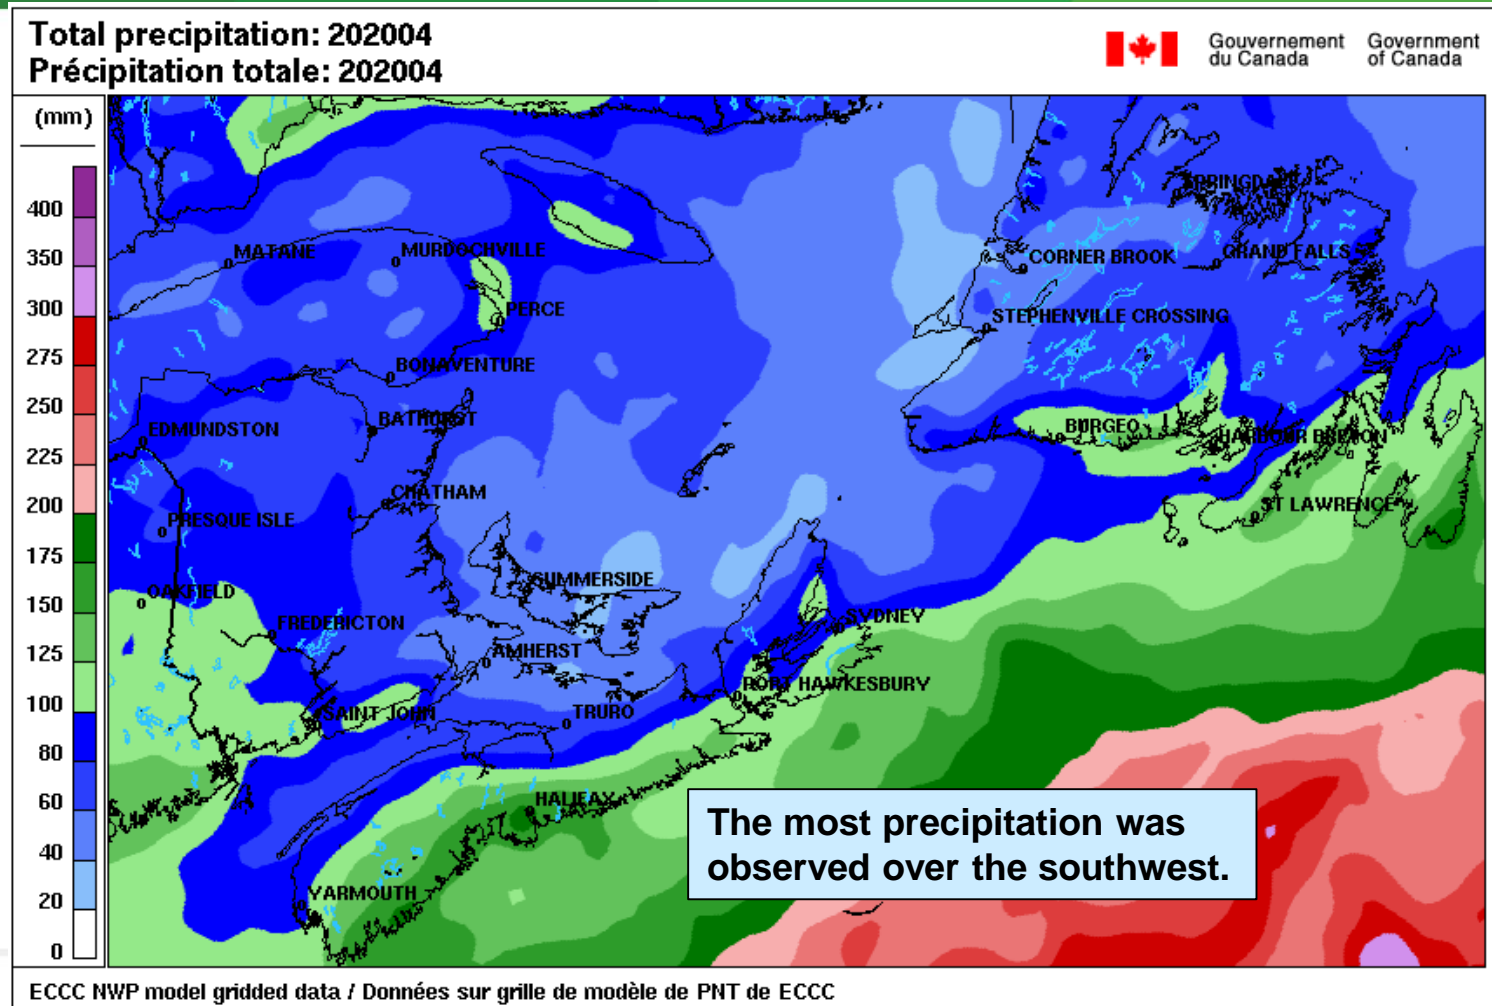 Total precipitation: 202004
Précipitation totale: 202004
Gouvernement du Canada
Government of Canada
(mm)
400
350
300
275
250
225
200
175
150
125
100
80
60
40
20
0
SPRINGDALE
MATANE
MURDOCHVILLE
CORNER BROOK
GRAND FALLS
PERCE
STEPHENVILLE CROSSING
BONAVENTURE
BATHURST
EDMUNDSTON
BURGEO
HARBOUR BRETON
CHATHAM
ST LAWRENCE
PRESQUE ISLE
SUMMERSIDE
OAKFIELD
FREDERICTON
SYDNEY
AMHERST
PORT HAWKESBURY
SAINT JOHN
TRURO
HALIFAX
YARMOUTH
The most precipitation was
observed over the southwest.
ECCC NWP model gridded data / Données sur grille de modèle de PNT de ECCC